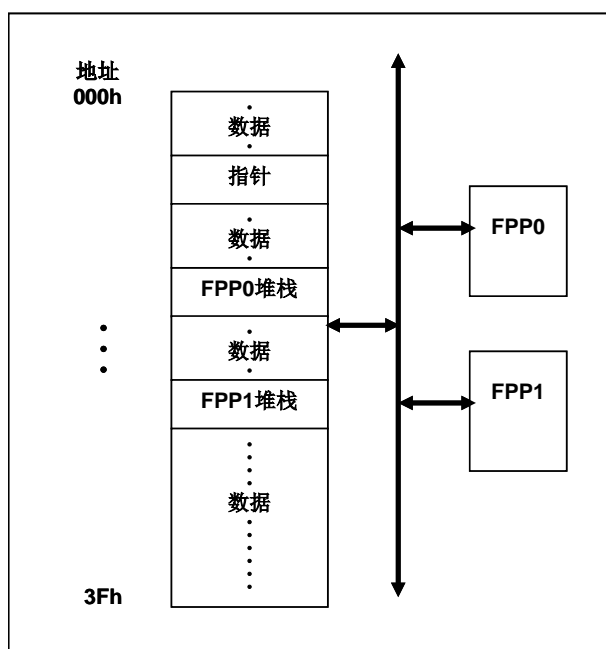 地址
000h
数据
指针
数据
FPP0堆栈
数据
FPP1堆栈
数据
3Fh
FPP0
FPP1